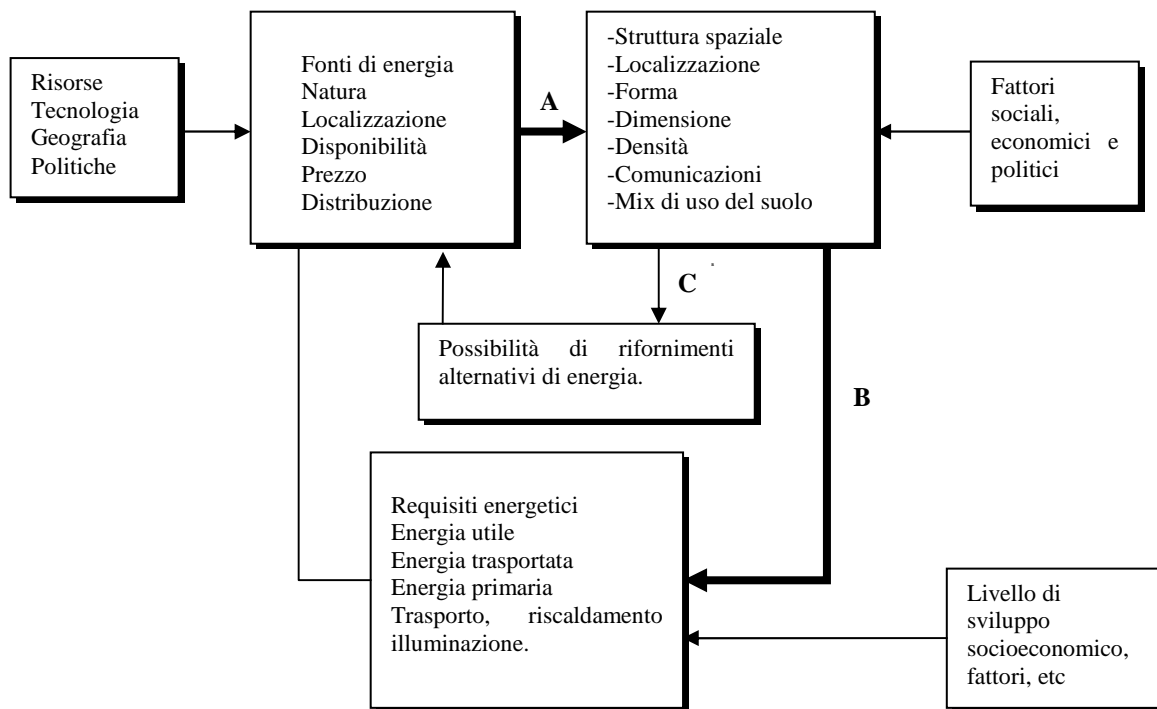 Risorse
Tecnologia
Geografia
Politiche
Fonti di energia
Natura
Localizzazione
Disponibilità
Prezzo
Distribuzione
A
-Struttura spaziale
-Localizzazione
-Forma
-Dimensione
-Densità
-Comunicazioni
-Mix di uso del suolo
Fattori
sociali,
economici e
politici
C
Possibilità di rifornimenti
alternativi di energia.
B
Requisiti energetici
Energia utile
Energia trasportata
Energia primaria
Trasporto, riscaldamento
illuminazione.
Livello di
sviluppo
socioeconomico,
fattori, etc